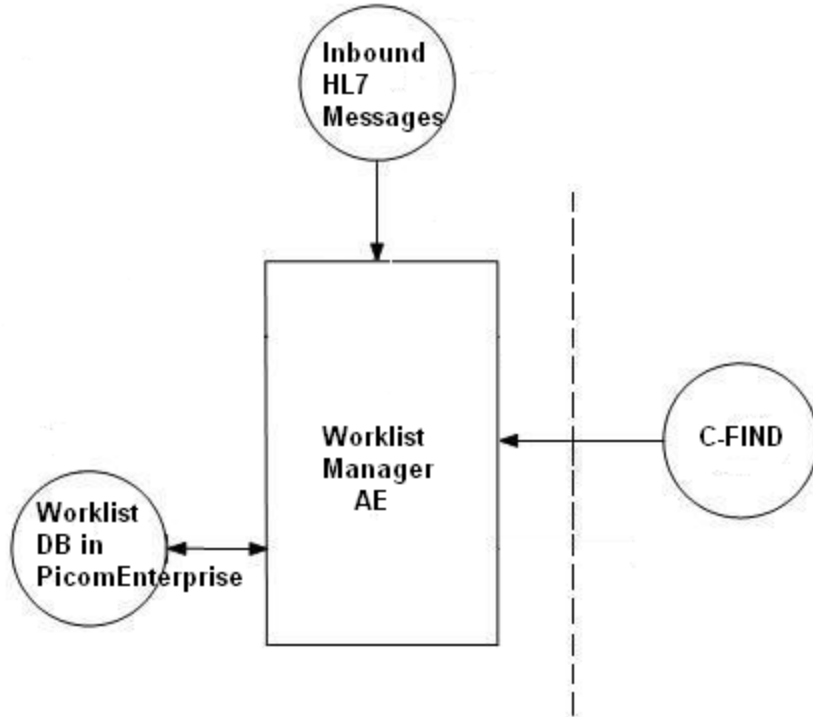 Inbound
HL7
Messages
Worklist
Manager
AE
C-FIND
Worklist
DB in
PicomEnterprise